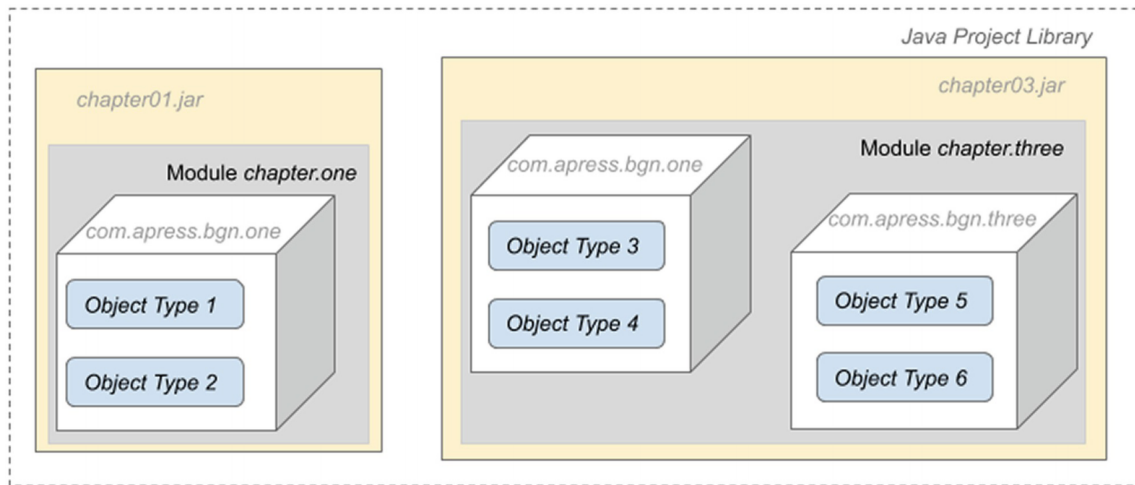 Java Project Library
chapter01.jar
Module chapter.one
com.apress.bgn.one
Object Type 1
Object Type 2
chapter03.jar
Module chapter.three
com.apress.bgn.one
Object Type 3
Object Type 4
com.apress.bgn.three
Object Type 5
Object Type 6